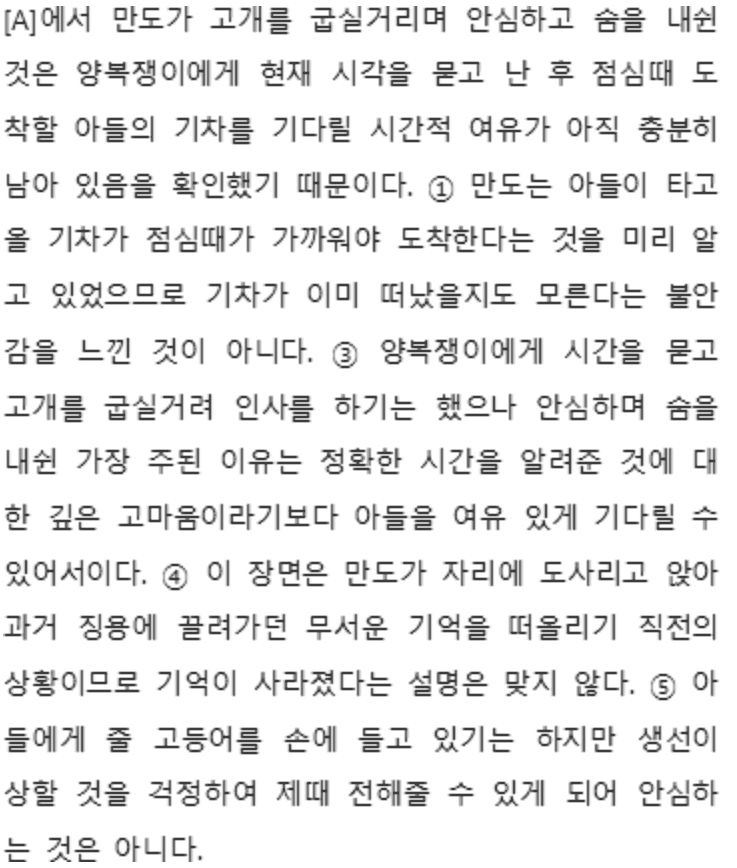 [A]에서 만도가 고개를 굽실거리며 안심하고 숨을 내쉰
것은 양복쟁이에게 현재 시각을 묻고 난 후 점심때 도
착할 아들의 기차를 기다릴 시간적 여유가 아직 충분히
남아 있음을 확인했기 때문이다. ① 만도는 아들이 타고
올 기차가 점심때가 가까워야 도착한다는 것을 미리 알
고 있었으므로 기차가 이미 떠났을지도 모른다는 불안
감을 느낀 것이 아니다. ③ 양복쟁이에게 시간을 묻고
고개를 굽실거려 인사를 하기는 했으나 안심하며 숨을
내쉰 가장 주된 이유는 정확한 시간을 알려준 것에 대
한 깊은 고마움이라기보다 아들을 여유 있게 기다릴 수
있어서이다. ④ 이 장면은 만도가 자리에 도사리고 앉아
과거 징용에 끌려가던 무서운 기억을 떠올리기 직전의
상황이므로 기억이 사라졌다는 설명은 맞지 않다. ⑤ 아
들에게 줄 고등어를 손에 들고 있기는 하지만 생선이
상할 것을 걱정하여 제때 전해줄 수 있게 되어 안심하
는 것은 아니다.